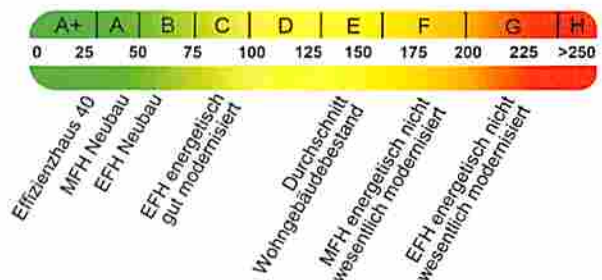 A+ A B C D E F G H
0 25 50 75 100 125 150 175 200 225 >250
Effizienzhaus 40
MFH Neubau
EFH Neubau
EFH energetisch
gut modernisiert
Durchschnitt
Wohngebäudebestand
MFH energetisch nicht
wesentlich modernisiert
EFH energetisch nicht
wesentlich modernisiert